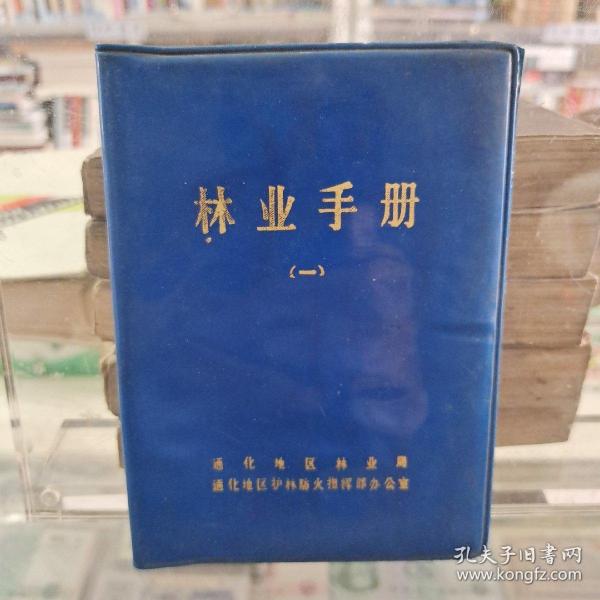 林业手册
（一）
通化地区林业局
通化地区护林防火指挥部办公室
孔夫子旧書网
www.kongfz.com